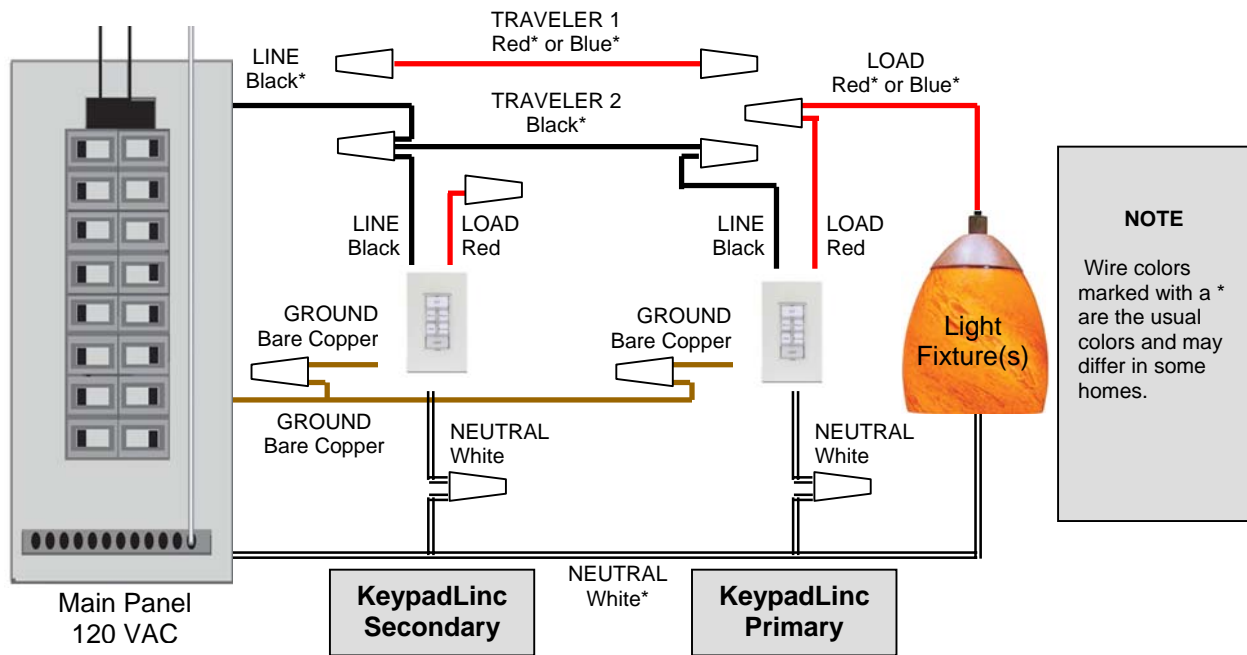 TRAVELER 1
Red* or Blue*
LINE
Black*
LOAD
Red* or Blue*
TRAVELER 2
Black*
LINE
Black
LOAD
Red
LINE
Black
LOAD
Red
NOTE
Wire colors
marked with a *
are the usual
colors and may
differ in some
homes.
GROUND
Bare Copper
GROUND
Bare Copper
Light
Fixture(s)
GROUND
Bare Copper
NEUTRAL
White
NEUTRAL
White
NEUTRAL
White*
Main Panel
120 VAC
KeypadLinc
Secondary
KeypadLinc
Primary